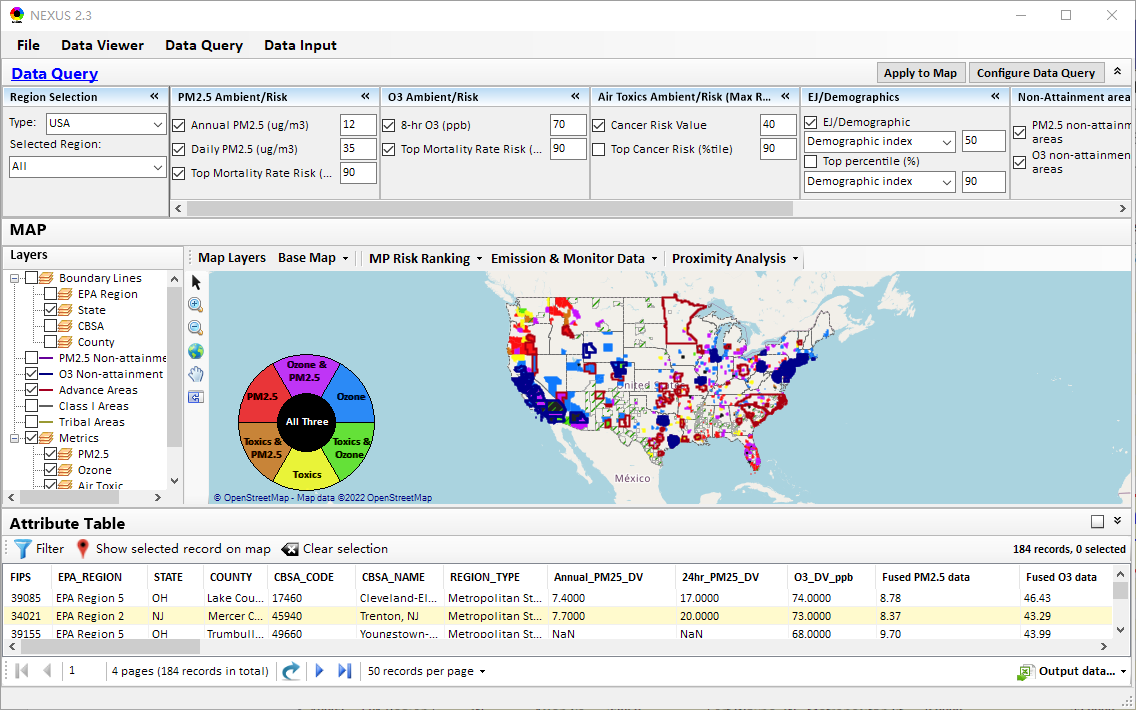 NEXUS 2.3
File Data Viewer Data Query Data Input
Data Query
Apply to Map Configure Data Query
Region Selection
Type: USA
Selected Region:
All
PM2.5 Ambient/Risk
Annual PM2.5 (ug/m3) 12
Daily PM2.5 (ug/m3) 35
Top Mortality Rate Risk (... 90
O3 Ambient/Risk
8-hr O3 (ppb) 70
Top Mortality Rate Risk (... 90
Air Toxics Ambient/Risk (Max R...
Cancer Risk Value 40
Top Cancer Risk (%tile) 90
EJ/Demographics
EJ/Demographic
Demographic index 50
Top percentile (%)
Demographic index 90
Non-Attainment area
PM2.5 non-attainm
areas
O3 non-attainment
areas
MAP
Layers
Boundary Lines
EPA Region
State
CBSA
County
PM2.5 Non-attainme
O3 Non-attainment
Advance Areas
Class I Areas
Tribal Areas
Metrics
PM2.5
Ozone
Air Toxic
Map Layers Base Map MP Risk Ranking Emission & Monitor Data Proximity Analysis
Ozone &
PM2.5
PM2.5
Ozone
All Three
Toxics &
PM2.5
Toxics &
Ozone
Toxics
United States
México
© OpenStreetMap - Map data ©2022 OpenStreetMap
Attribute Table
Filter Show selected record on map Clear selection 184 records, 0 selected
FIPS EPA_REGION STATE COUNTY CBSA_CODE CBSA_NAME REGION_TYPE Annual_PM25_DV 24hr_PM25_DV O3_DV_ppb Fused PM2.5 data Fused O3 data
39085 EPA Region 5 OH Lake Cou... 17460 Cleveland-El... Metropolitan St... 7.4000 17.0000 74.0000 8.78 46.43
34021 EPA Region 2 NJ Mercer C... 45940 Trenton, NJ Metropolitan St... 7.7000 20.0000 73.0000 8.37 43.29
39155 EPA Region 5 OH Trumbull... 49660 Youngstown-... Metropolitan St... NaN NaN 68.0000 9.70 43.99
1 4 pages (184 records in total) 50 records per page Output data...